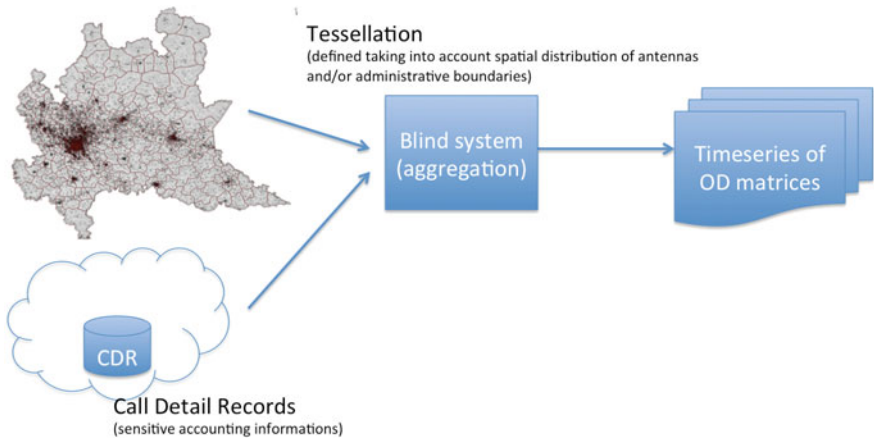 Tessellation
(defined taking into account spatial distribution of antennas
and/or administrative boundaries)
Blind system
(aggregation)
Timeseries of
OD matrices
CDR
Call Detail Records
(sensitive accounting informations)